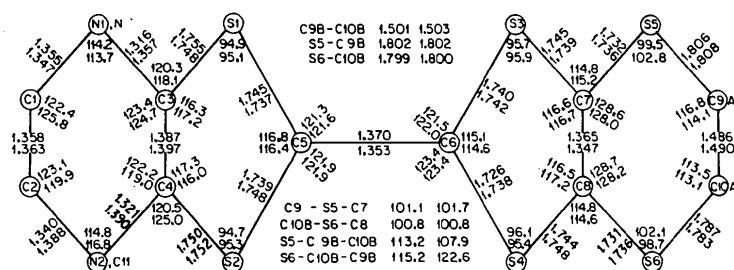 N1, N S1 C9B-C10B 1.501 1.503 S3 S5
1.355 1.347 114.2 113.7 1.316 1.357 1.755 1.748 94.9 95.1 S5-C9B 1.802 1.802 95.7 95.9 1.745 1.739 1.732 1.736 99.5 102.8 1.806 1.808
S6-C10B 1.799 1.800
120.3 118.1 114.8 115.2
C1 122.4 125.8 123.4 124.7 C3 116.3 117.2 1.745 1.737 1.740 1.742 116.6 116.7 C7 128.6 128.0 116.8 114.1 C9A
121.3 121.6 121.5 122.0
1.358 1.363 1.387 1.397 116.8 116.4 C5 1.370 1.353 C6 115.1 114.6 1.365 1.347 1.486 1.490
121.9 121.9 123.4 123.4
C2 123.1 119.9 122.2 119.0 C4 117.3 116.0 1.739 1.748 1.726 1.738 116.5 117.2 C8 128.7 128.2 113.5 113.1 C10A
120.5 125.0 114.8 114.6
C9 - S5-C7 101.1 101.7
1.340 1.388 1.321 1.390 1.750 1.752 C10B-S6-C8 100.8 100.8 1.744 1.748 1.731 1.736 1.787 1.783
114.8 116.8 94.7 95.3 S5-C9B-C10B 113.2 107.9 96.1 95.4 102.1 98.7
N2, C11 S2 S6-C10B-C9B 115.2 122.6 S4 S6